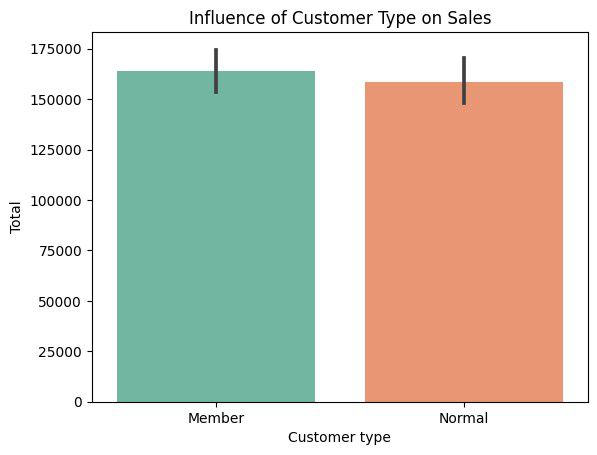 Influence of Customer Type on Sales
175000
150000
125000
100000
75000
50000
25000
0
Total
Member
Normal
Customer type